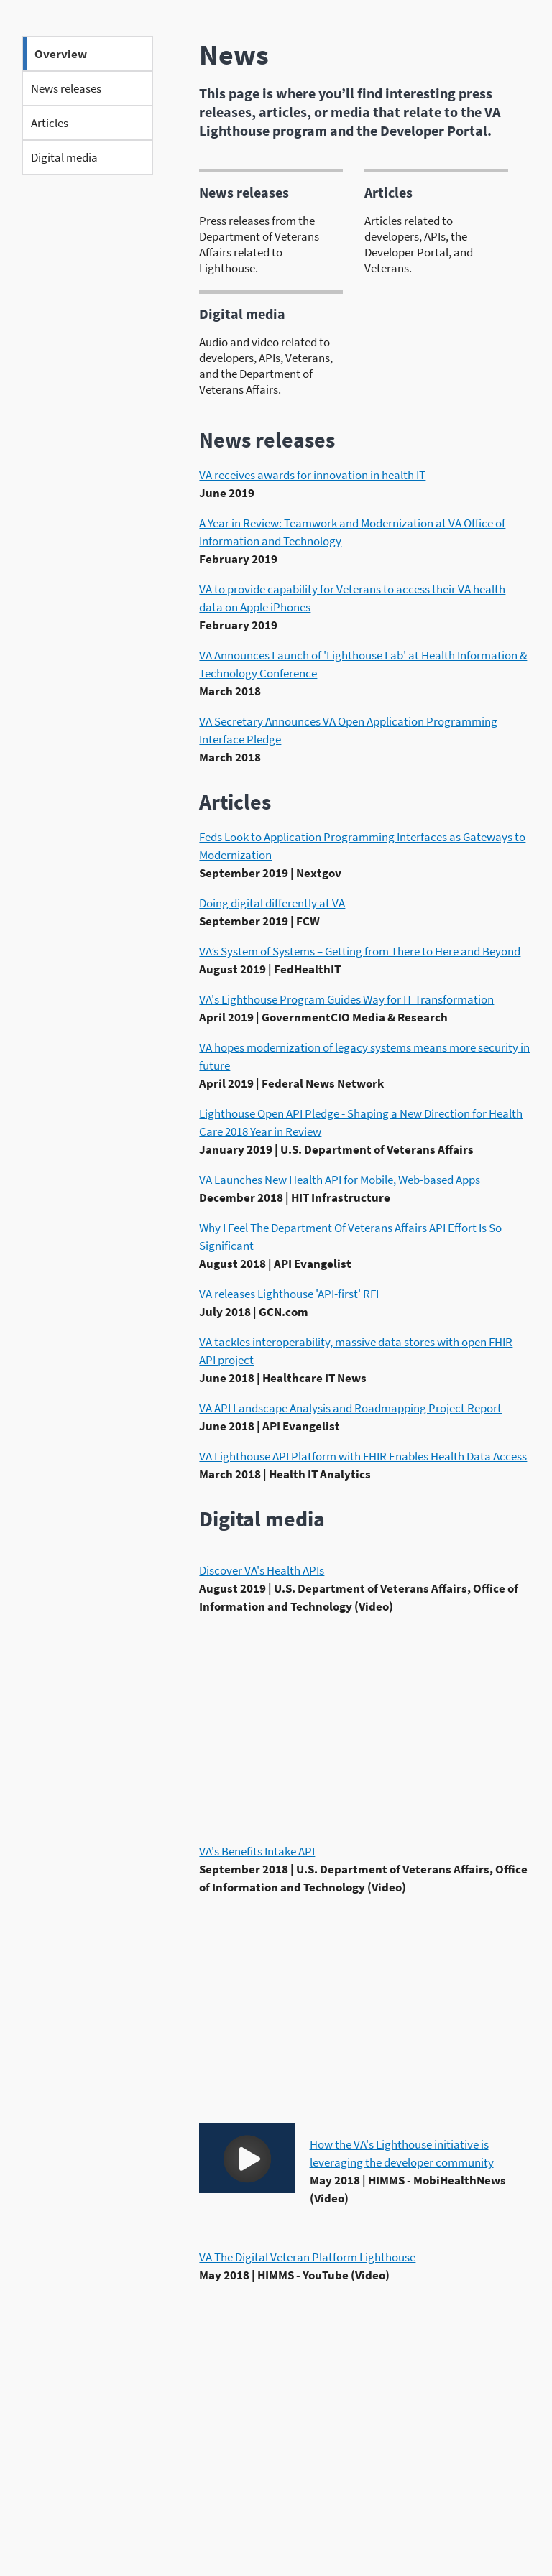 Overview
News releases
Articles
Digital media
News
This page is where you’ll find interesting press
releases, articles, or media that relate to the VA
Lighthouse program and the Developer Portal.
News releases
Press releases from the
Department of Veterans
Affairs related to
Lighthouse.
Articles
Articles related to
developers, APIs, the
Developer Portal, and
Veterans.
Digital media
Audio and video related to
developers, APIs, Veterans,
and the Department of
Veterans Affairs.
News releases
VA receives awards for innovation in health IT
June 2019
A Year in Review: Teamwork and Modernization at VA Office of
Information and Technology
February 2019
VA to provide capability for Veterans to access their VA health
data on Apple iPhones
February 2019
VA Announces Launch of 'Lighthouse Lab' at Health Information &
Technology Conference
March 2018
VA Secretary Announces VA Open Application Programming
Interface Pledge
March 2018
Articles
Feds Look to Application Programming Interfaces as Gateways to
Modernization
September 2019 | Nextgov
Doing digital differently at VA
September 2019 | FCW
VA’s System of Systems – Getting from There to Here and Beyond
August 2019 | FedHealthIT
VA's Lighthouse Program Guides Way for IT Transformation
April 2019 | GovernmentCIO Media & Research
VA hopes modernization of legacy systems means more security in
future
April 2019 | Federal News Network
Lighthouse Open API Pledge - Shaping a New Direction for Health
Care 2018 Year in Review
January 2019 | U.S. Department of Veterans Affairs
VA Launches New Health API for Mobile, Web-based Apps
December 2018 | HIT Infrastructure
Why I Feel The Department Of Veterans Affairs API Effort Is So
Significant
August 2018 | API Evangelist
VA releases Lighthouse 'API-first' RFI
July 2018 | GCN.com
VA tackles interoperability, massive data stores with open FHIR
API project
June 2018 | Healthcare IT News
VA API Landscape Analysis and Roadmapping Project Report
June 2018 | API Evangelist
VA Lighthouse API Platform with FHIR Enables Health Data Access
March 2018 | Health IT Analytics
Digital media
Discover VA's Health APIs
August 2019 | U.S. Department of Veterans Affairs, Office of
Information and Technology (Video)
VA's Benefits Intake API
September 2018 | U.S. Department of Veterans Affairs, Office
of Information and Technology (Video)
How the VA's Lighthouse initiative is
leveraging the developer community
May 2018 | HIMMS - MobiHealthNews
(Video)
VA The Digital Veteran Platform Lighthouse
May 2018 | HIMMS - YouTube (Video)